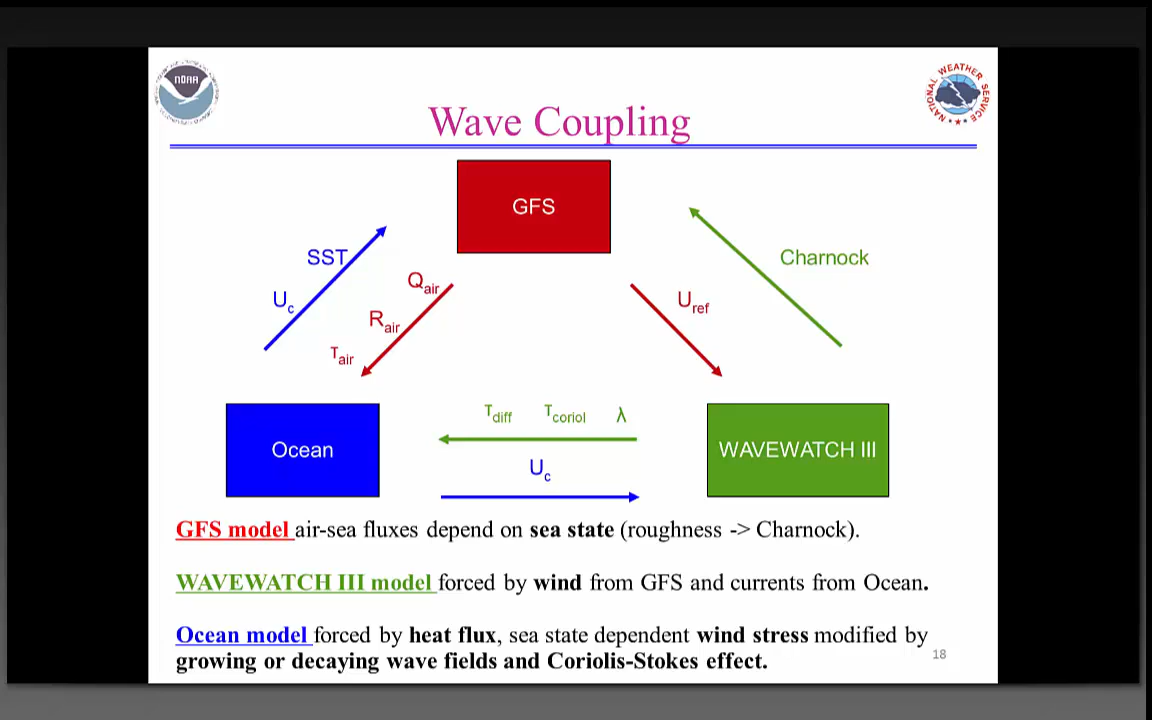 NOAA
NATIONAL WEATHER SERVICE
Wave Coupling
GFS
SST
Charnock
Qair
Uc
Uref
Rair
Tair
Tdiff Tcoriol λ
Ocean
WAVEWATCH III
Uc
GFS model air-sea fluxes depend on sea state (roughness -> Charnock).
WAVEWATCH III model forced by wind from GFS and currents from Ocean.
Ocean model forced by heat flux, sea state dependent wind stress modified by
growing or decaying wave fields and Coriolis-Stokes effect.
18